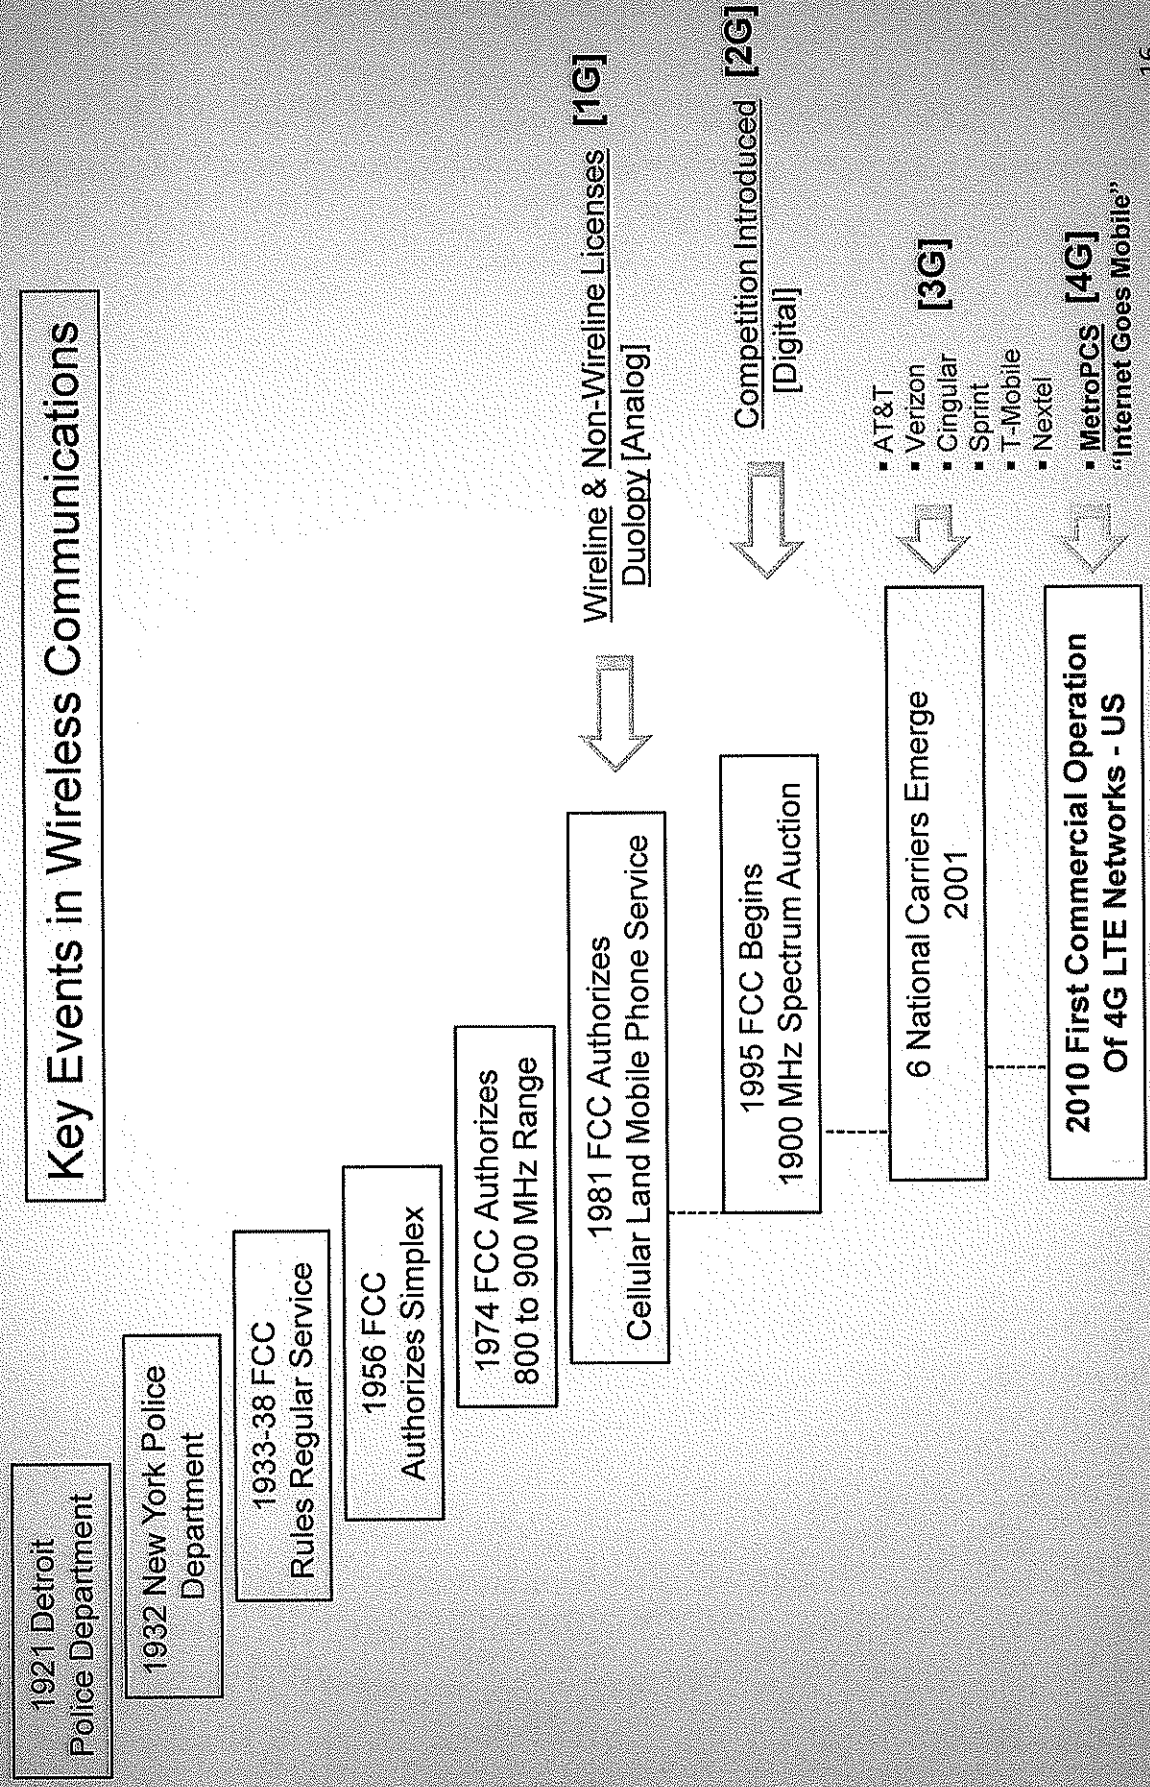 Key Events in Wireless Communications
1921 Detroit
Police Department
1932 New York Police
Department
1933-38 FCC
Rules Regular Service
1956 FCC
Authorizes Simplex
1974 FCC Authorizes
800 to 900 MHz Range
1981 FCC Authorizes
Cellular Land Mobile Phone Service
Wireline & Non-Wireline Licenses [1G]
Duolopy [Analog]
1995 FCC Begins
1900 MHz Spectrum Auction
Competition Introduced [2G]
[Digital]
6 National Carriers Emerge
2001
▪ AT&T
▪ Verizon [3G]
▪ Cingular
▪ Sprint
▪ T-Mobile
▪ Nextel
2010 First Commercial Operation
Of 4G LTE Networks - US
▪ MetroPCS [4G]
“Internet Goes Mobile”
16